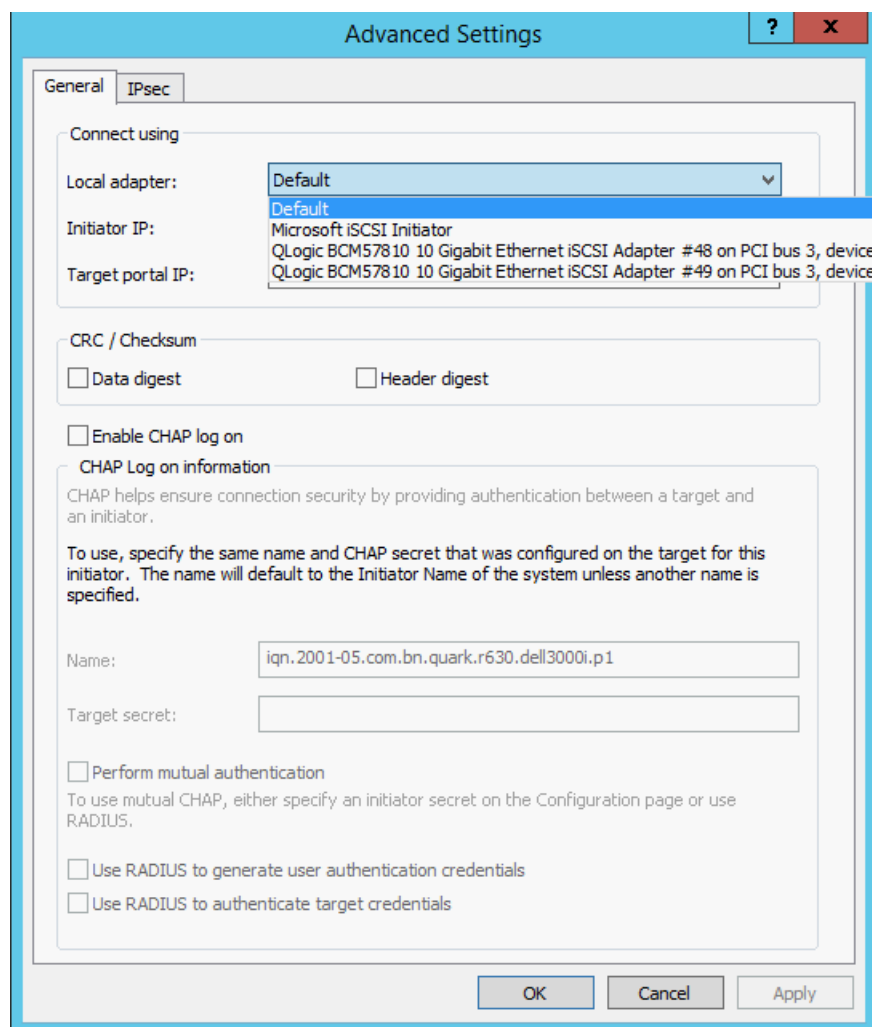 Advanced Settings
?
x
General
IPsec
Connect using
Local adapter:
Default
Default
Initiator IP:
Microsoft iSCSI Initiator
QLogic BCM57810 10 Gigabit Ethernet iSCSI Adapter #48 on PCI bus 3, device
Target portal IP:
QLogic BCM57810 10 Gigabit Ethernet iSCSI Adapter #49 on PCI bus 3, device
CRC / Checksum
Data digest
Header digest
Enable CHAP log on
CHAP Log on information
CHAP helps ensure connection security by providing authentication between a target and
an initiator.
To use, specify the same name and CHAP secret that was configured on the target for this
initiator. The name will default to the Initiator Name of the system unless another name is
specified.
Name:
iqn.2001-05.com.bn.quark.r630.dell3000i.p1
Target secret:
Perform mutual authentication
To use mutual CHAP, either specify an initiator secret on the Configuration page or use
RADIUS.
Use RADIUS to generate user authentication credentials
Use RADIUS to authenticate target credentials
OK
Cancel
Apply